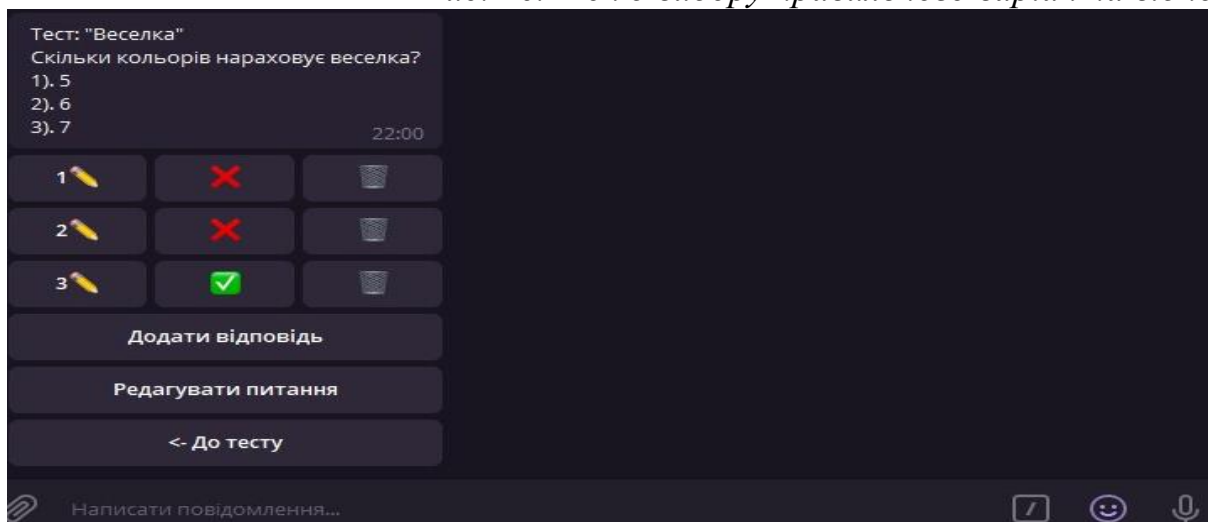 Тест: "Веселка"
Скільки кольорів нараховує веселка?
1). 5
2). 6
3). 7
22:00
1
2
3
Додати відповідь
Редагувати питання
<- До тесту
Написати повідомлення...